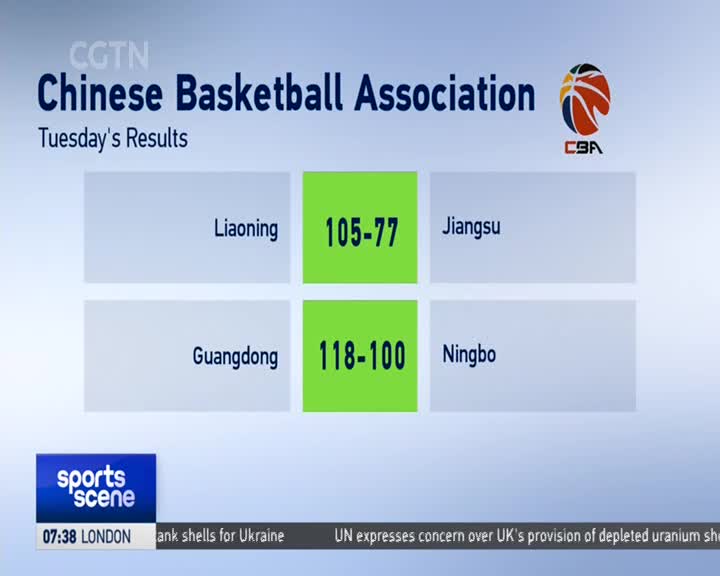 CGTN
Chinese Basketball Association
Tuesday's Results
CBA
Liaoning 105-77 Jiangsu
Guangdong 118-100 Ningbo
sports
scene
07:38 LONDON ank shells for Ukraine UN expresses concern over UK's provision of depleted uranium she